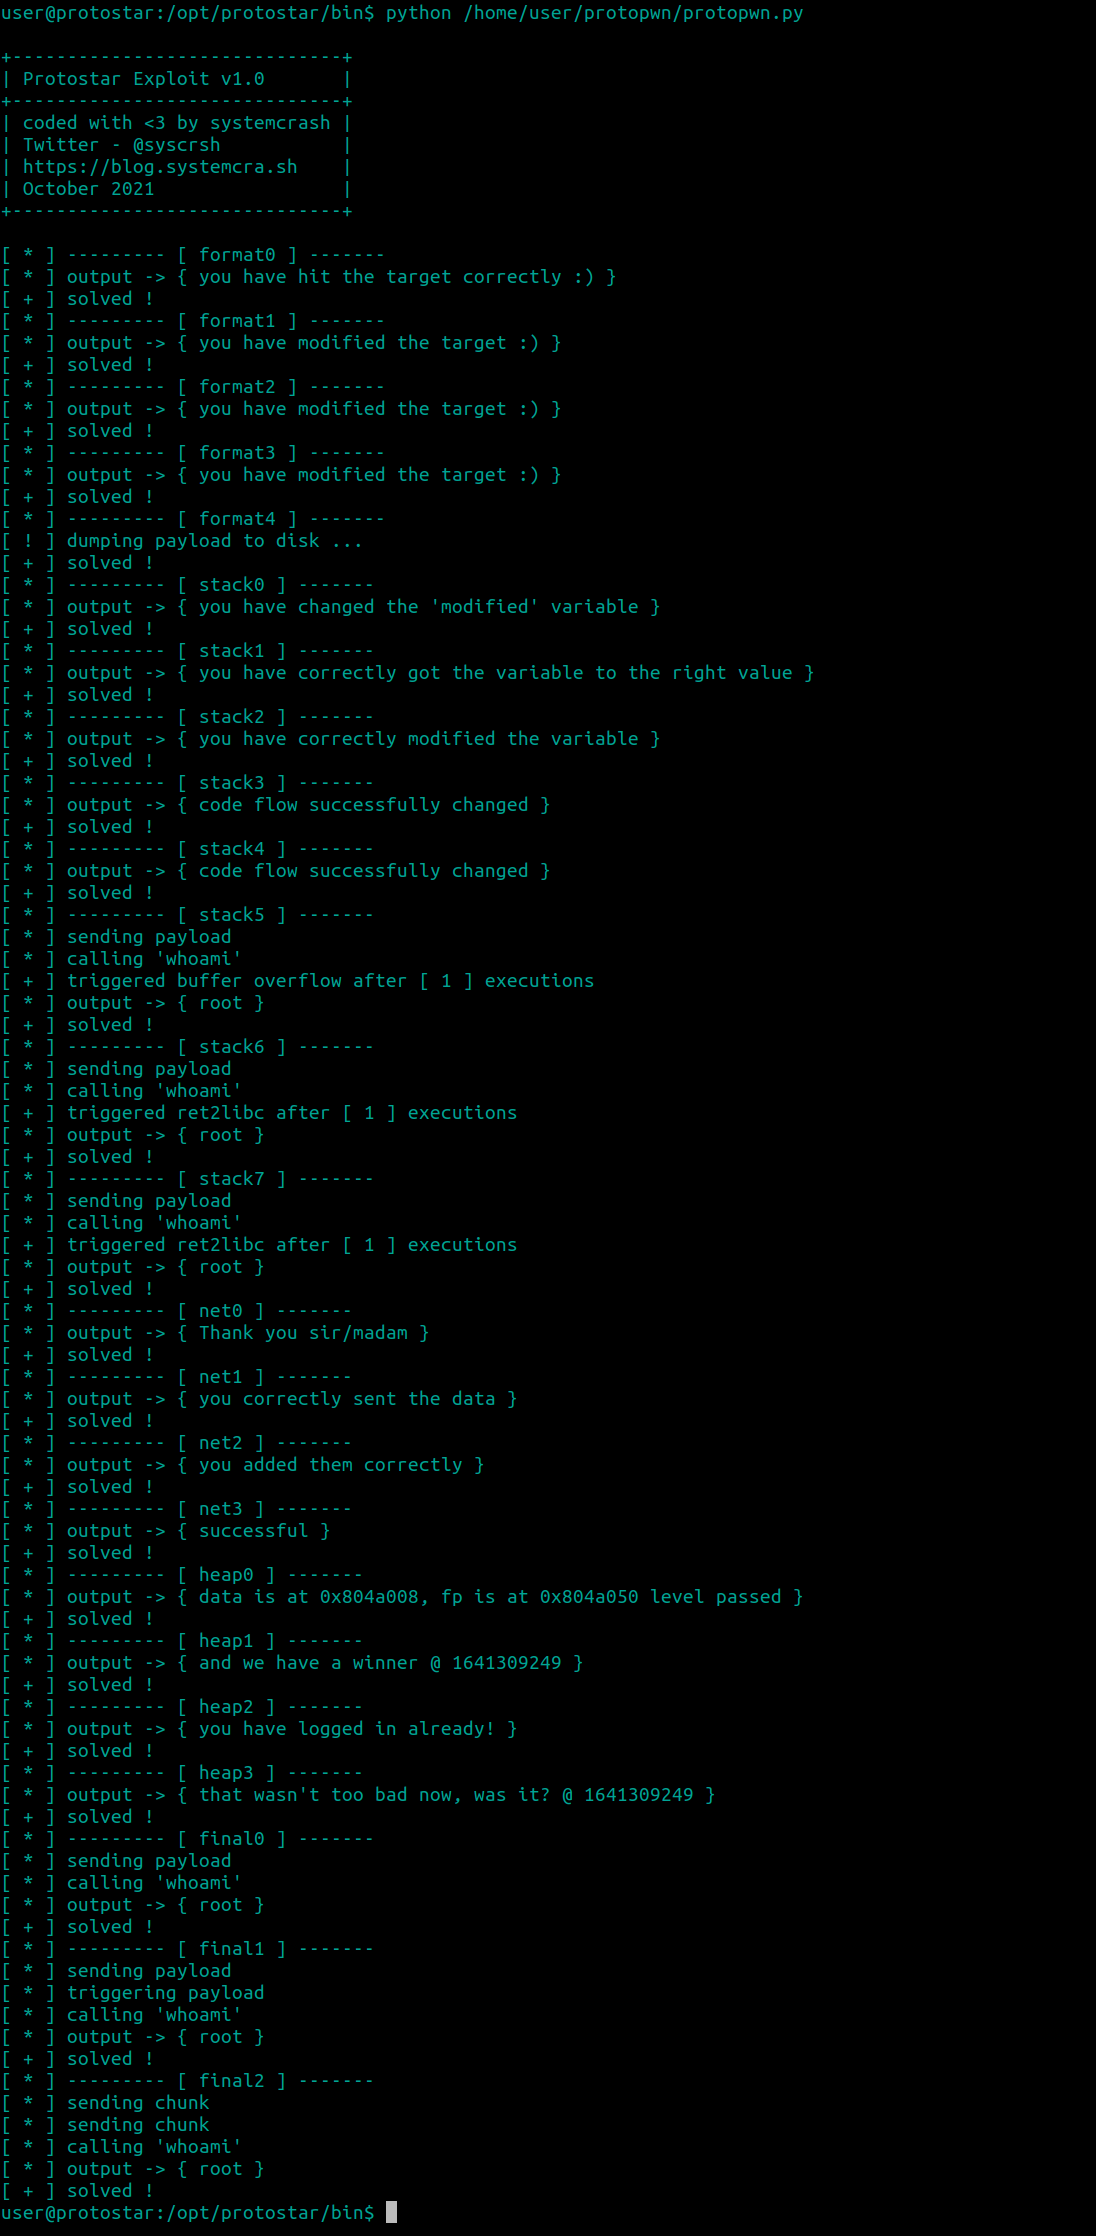 user@protostar:/opt/protostar/bin$ python /home/user/protopwn/protopwn.py
+------------------------------+
| Protostar Exploit v1.0       |
+------------------------------+
| coded with <3 by systemcrash |
| Twitter - @syscrsh           |
| https://blog.systemcra.sh    |
| October 2021                 |
+------------------------------+
[ * ] --------- [ format0 ] -------
[ * ] output -> { you have hit the target correctly :) }
[ + ] solved !
[ * ] --------- [ format1 ] -------
[ * ] output -> { you have modified the target :) }
[ + ] solved !
[ * ] --------- [ format2 ] -------
[ * ] output -> { you have modified the target :) }
[ + ] solved !
[ * ] --------- [ format3 ] -------
[ * ] output -> { you have modified the target :) }
[ + ] solved !
[ * ] --------- [ format4 ] -------
[ ! ] dumping payload to disk ...
[ + ] solved !
[ * ] --------- [ stack0 ] -------
[ * ] output -> { you have changed the 'modified' variable }
[ + ] solved !
[ * ] --------- [ stack1 ] -------
[ * ] output -> { you have correctly got the variable to the right value }
[ + ] solved !
[ * ] --------- [ stack2 ] -------
[ * ] output -> { you have correctly modified the variable }
[ + ] solved !
[ * ] --------- [ stack3 ] -------
[ * ] output -> { code flow successfully changed }
[ + ] solved !
[ * ] --------- [ stack4 ] -------
[ * ] output -> { code flow successfully changed }
[ + ] solved !
[ * ] --------- [ stack5 ] -------
[ * ] sending payload
[ * ] calling 'whoami'
[ + ] triggered buffer overflow after [ 1 ] executions
[ * ] output -> { root }
[ + ] solved !
[ * ] --------- [ stack6 ] -------
[ * ] sending payload
[ * ] calling 'whoami'
[ + ] triggered ret2libc after [ 1 ] executions
[ * ] output -> { root }
[ + ] solved !
[ * ] --------- [ stack7 ] -------
[ * ] sending payload
[ * ] calling 'whoami'
[ + ] triggered ret2libc after [ 1 ] executions
[ * ] output -> { root }
[ + ] solved !
[ * ] --------- [ net0 ] -------
[ * ] output -> { Thank you sir/madam }
[ + ] solved !
[ * ] --------- [ net1 ] -------
[ * ] output -> { you correctly sent the data }
[ + ] solved !
[ * ] --------- [ net2 ] -------
[ * ] output -> { you added them correctly }
[ + ] solved !
[ * ] --------- [ net3 ] -------
[ * ] output -> { successful }
[ + ] solved !
[ * ] --------- [ heap0 ] -------
[ * ] output -> { data is at 0x804a008, fp is at 0x804a050 level passed }
[ + ] solved !
[ * ] --------- [ heap1 ] -------
[ * ] output -> { and we have a winner @ 1641309249 }
[ + ] solved !
[ * ] --------- [ heap2 ] -------
[ * ] output -> { you have logged in already! }
[ + ] solved !
[ * ] --------- [ heap3 ] -------
[ * ] output -> { that wasn't too bad now, was it? @ 1641309249 }
[ + ] solved !
[ * ] --------- [ final0 ] -------
[ * ] sending payload
[ * ] calling 'whoami'
[ * ] output -> { root }
[ + ] solved !
[ * ] --------- [ final1 ] -------
[ * ] sending payload
[ * ] triggering payload
[ * ] calling 'whoami'
[ * ] output -> { root }
[ + ] solved !
[ * ] --------- [ final2 ] -------
[ * ] sending chunk
[ * ] sending chunk
[ * ] calling 'whoami'
[ * ] output -> { root }
[ + ] solved !
user@protostar:/opt/protostar/bin$